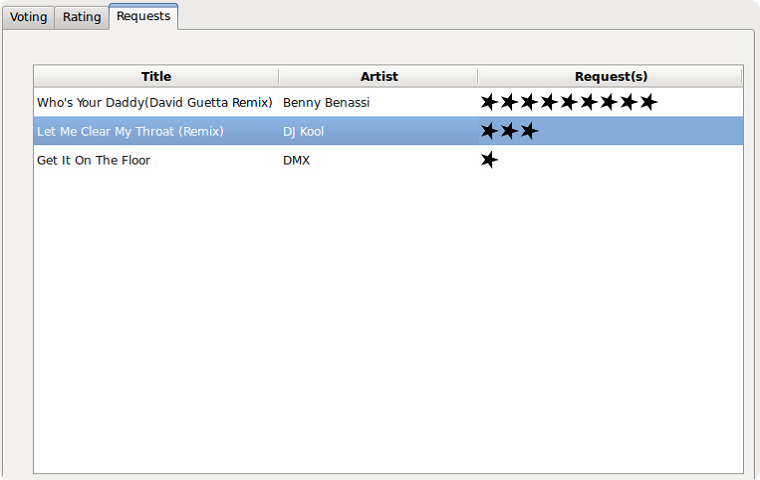 Voting Rating Requests
Title Artist Request(s)
Who's Your Daddy(David Guetta Remix) Benny Benassi
Let Me Clear My Throat (Remix) DJ Kool
Get It On The Floor DMX